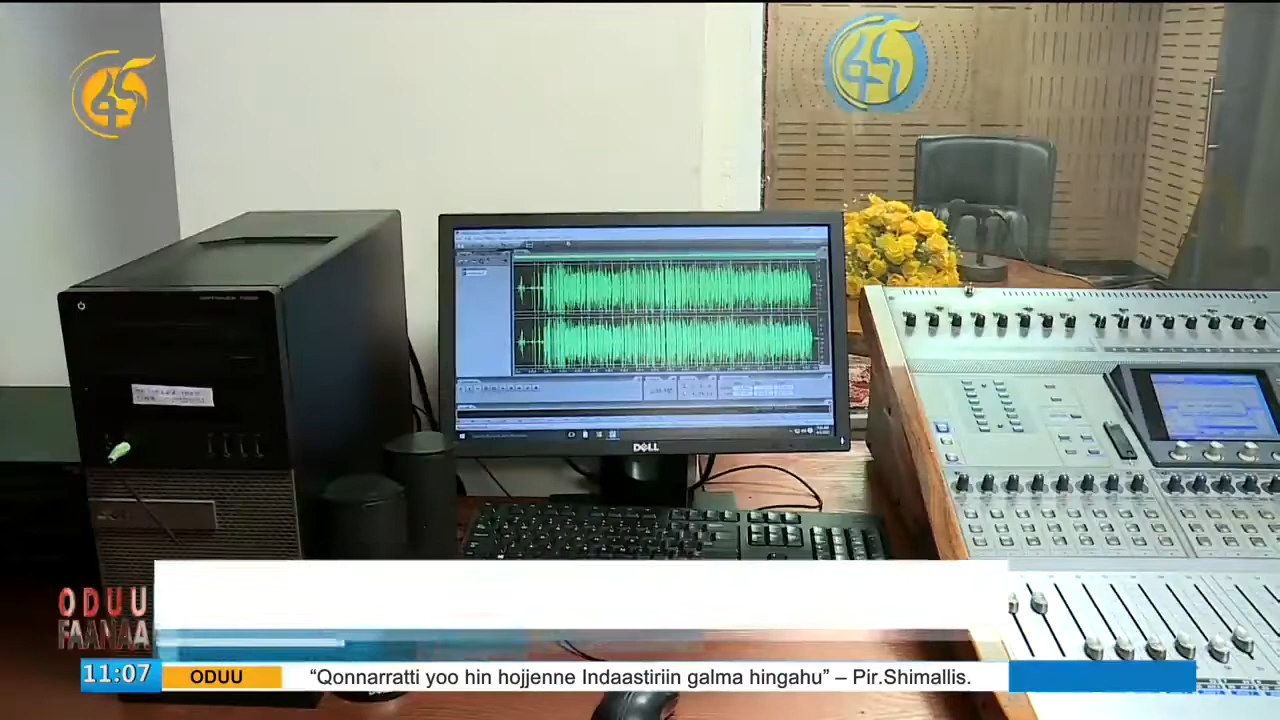 DELL
ODUU
FAANAA
11:07
ODUU
“Qonnarratti yoo hin hojjenne Indaastiriin galma hingahu” – Pir.Shimallis.